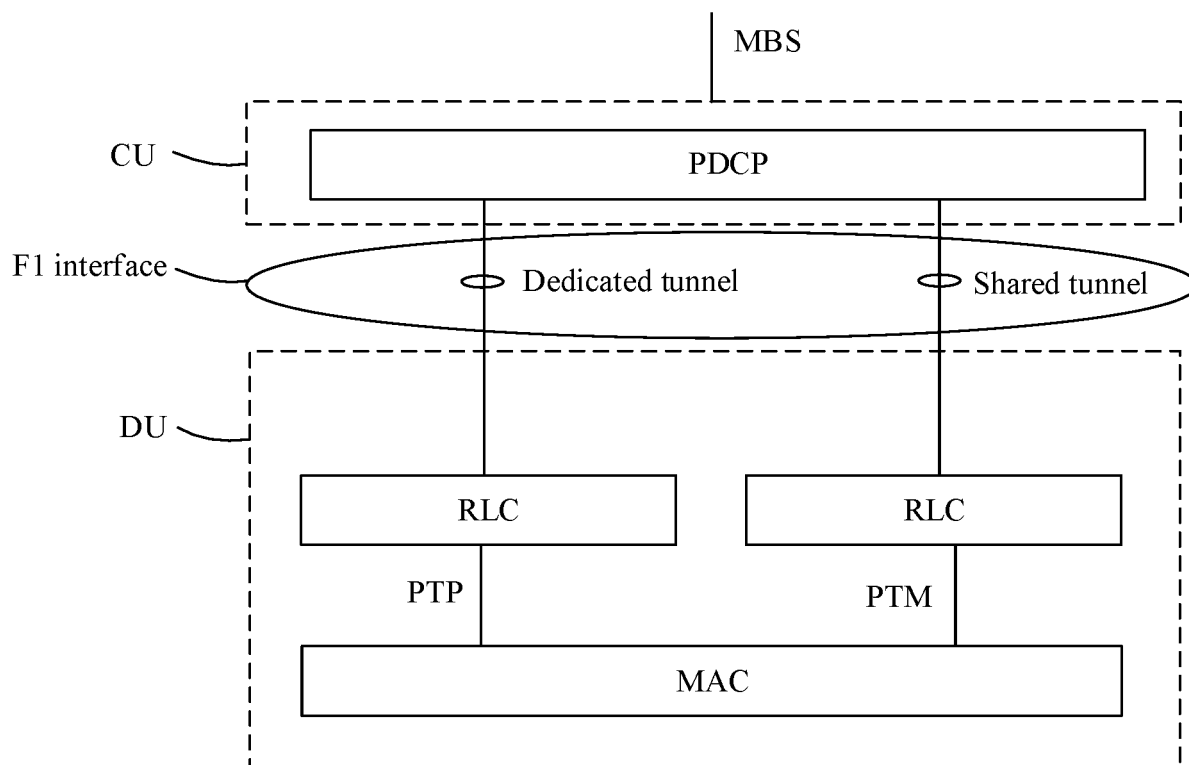 MBS
CU
PDCP
F1 interface
Dedicated tunnel
Shared tunnel
DU
RLC
RLC
PTP
PTM
MAC